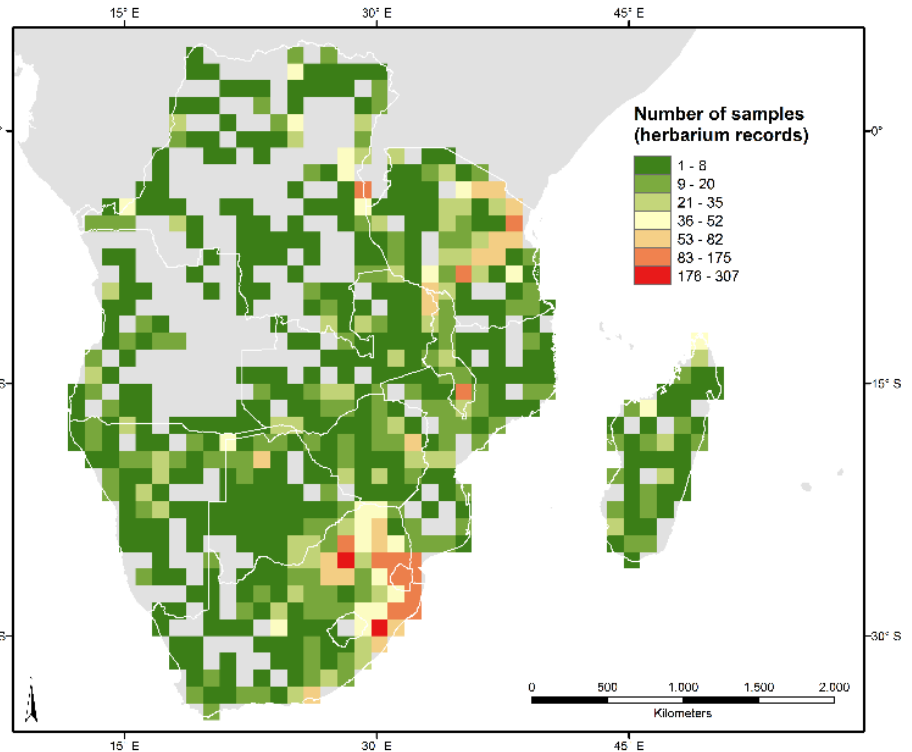 15° E 30° E 45° E
Number of samples
(herbarium records)
1 - 8
9 - 20
21 - 35
36 - 52
53 - 82
83 - 175
176 - 307
° 0°
S 15° S
S 30° S
0 500 1.000 1.500 2.000
Kilometers
15° E 30° E 45° E